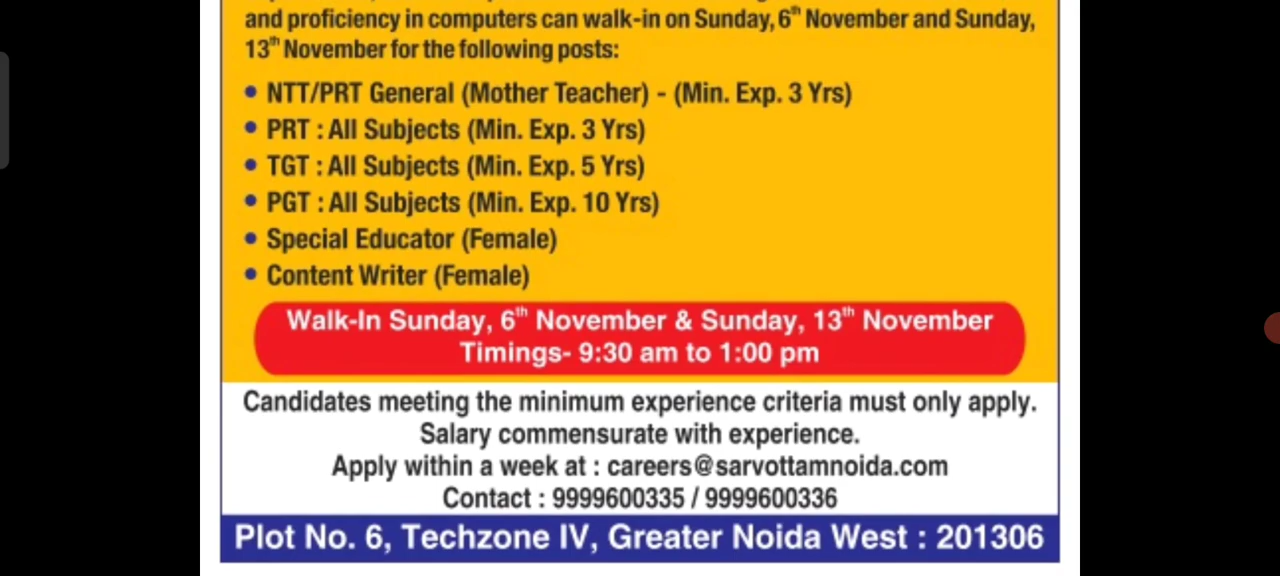 and proficiency in computers can walk-in on Sunday, 6th November and Sunday,
13th November for the following posts:
• NTT/PRT General (Mother Teacher) - (Min. Exp. 3 Yrs)
• PRT : All Subjects (Min. Exp. 3 Yrs)
• TGT : All Subjects (Min. Exp. 5 Yrs)
• PGT : All Subjects (Min. Exp. 10 Yrs)
• Special Educator (Female)
• Content Writer (Female)
Walk-In Sunday, 6th November & Sunday, 13th November
Timings- 9:30 am to 1:00 pm
Candidates meeting the minimum experience criteria must only apply.
Salary commensurate with experience.
Apply within a week at : careers@sarvottamnoida.com
Contact : 9999600335 / 9999600336
Plot No. 6, Techzone IV, Greater Noida West : 201306